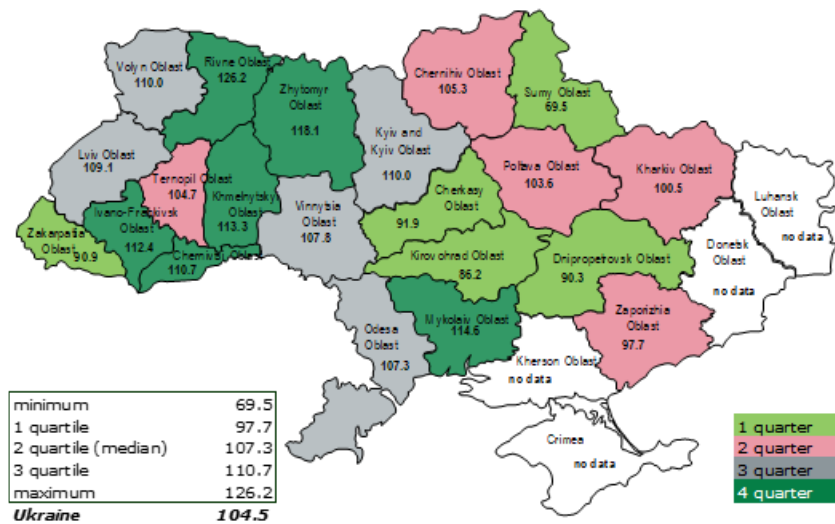 Volyn Oblast
110.0
Rivne Oblast
126.2
Zhytomyr
Oblast
118.1
Kyiv and
Kyiv Oblast
110.0
Chernihiv Oblast
105.3
Sumy Oblast
69.5
Lviv Oblast
109.1
Ternopil Oblast
104.7
Khmelnytskyi
Oblast
113.3
Vinnytsia
Oblast
107.8
Cherkasy
Oblast
91.9
Poltava Oblast
103.6
Kharkiv Oblast
100.5
Luhansk
Oblast
no data
Zakarpattia
Oblast
90.9
Ivano-Frankivsk
Oblast
112.4
Chernivtsi Oblast
110.7
Kirovohrad Oblast
86.2
Dnipropetrovsk Oblast
90.3
Donetsk
Oblast
no data
Odesa
Oblast
107.3
Mykolaiv Oblast
114.6
Zaporizhia
Oblast
97.7
Kherson Oblast
no data
Crimea
no data
minimum 69.5
1 quartile 97.7
2 quartile (median) 107.3
3 quartile 110.7
maximum 126.2
Ukraine 104.5
1 quarter
2 quarter
3 quarter
4 quarter